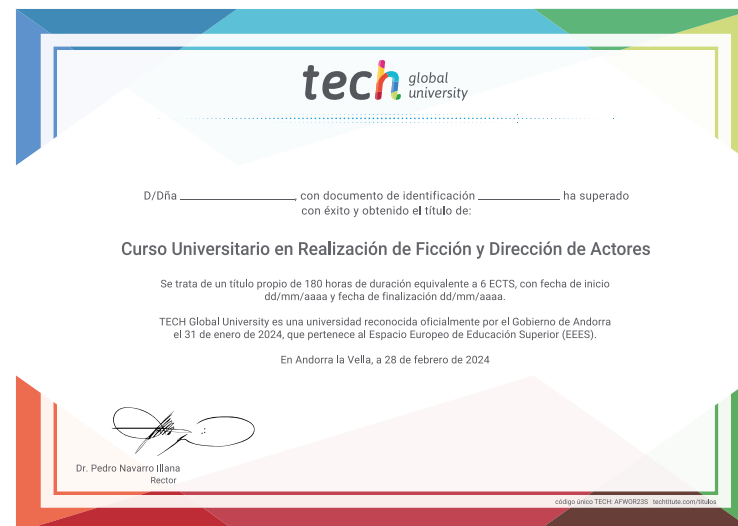 tech global
university
D/Dña ______________, con documento de identificación __________ ha superado
con éxito y obtenido el título de:
Curso Universitario en Realización de Ficción y Dirección de Actores
Se trata de un título propio de 180 horas de duración equivalente a 6 ECTS, con fecha de inicio
dd/mm/aaaa y fecha de finalización dd/mm/aaaa.
TECH Global University es una universidad reconocida oficialmente por el Gobierno de Andorra
el 31 de enero de 2024, que pertenece al Espacio Europeo de Educación Superior (EEES).
En Andorra la Vella, a 28 de febrero de 2024
Dr. Pedro Navarro Illana
Rector
código único TECH: AFWOR23S techtitute.com/títulos